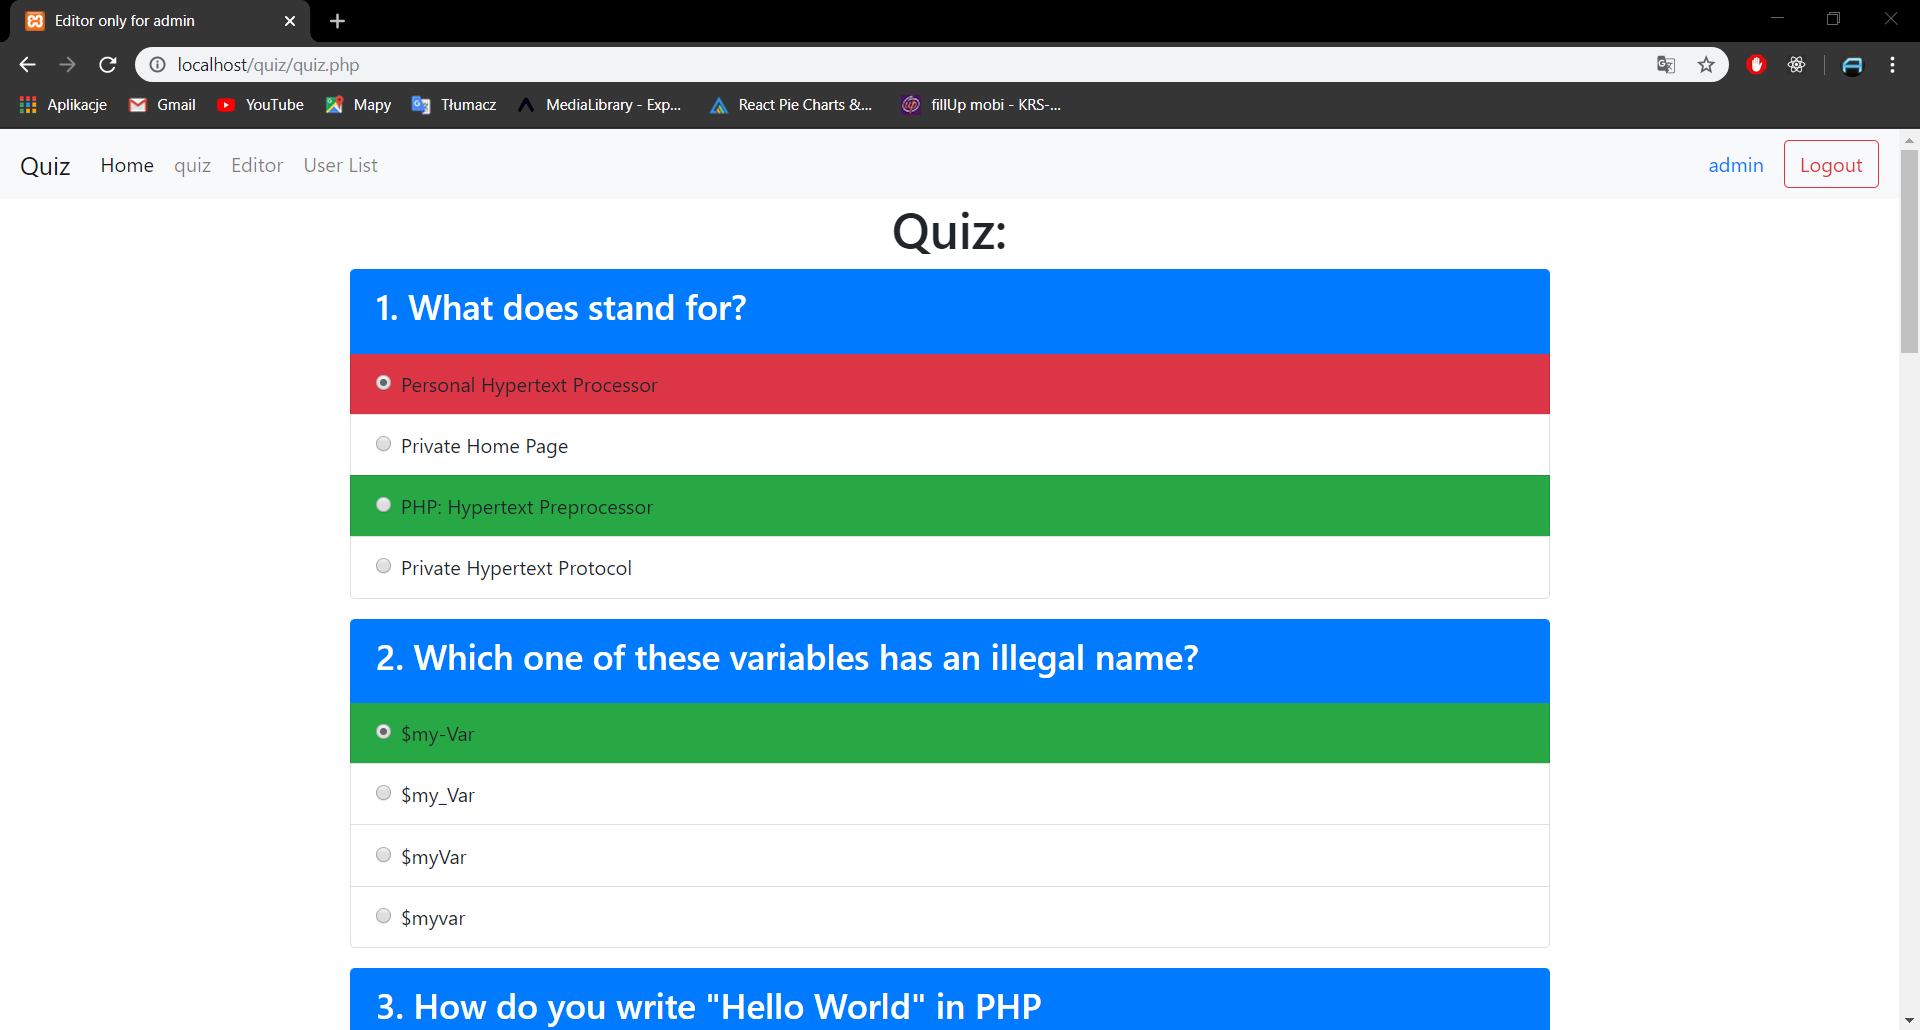 Editor only for admin
localhost/quiz/quiz.php
Aplikacje Gmail YouTube Mapy Tłumacz MediaLibrary - Exp... React Pie Charts &... fillUp mobi - KRS-...
Quiz Home quiz Editor User List admin Logout
Quiz:
1. What does stand for?
Personal Hypertext Processor
Private Home Page
PHP: Hypertext Preprocessor
Private Hypertext Protocol
2. Which one of these variables has an illegal name?
$my-Var
$my_Var
$myVar
$myvar
3. How do you write "Hello World" in PHP